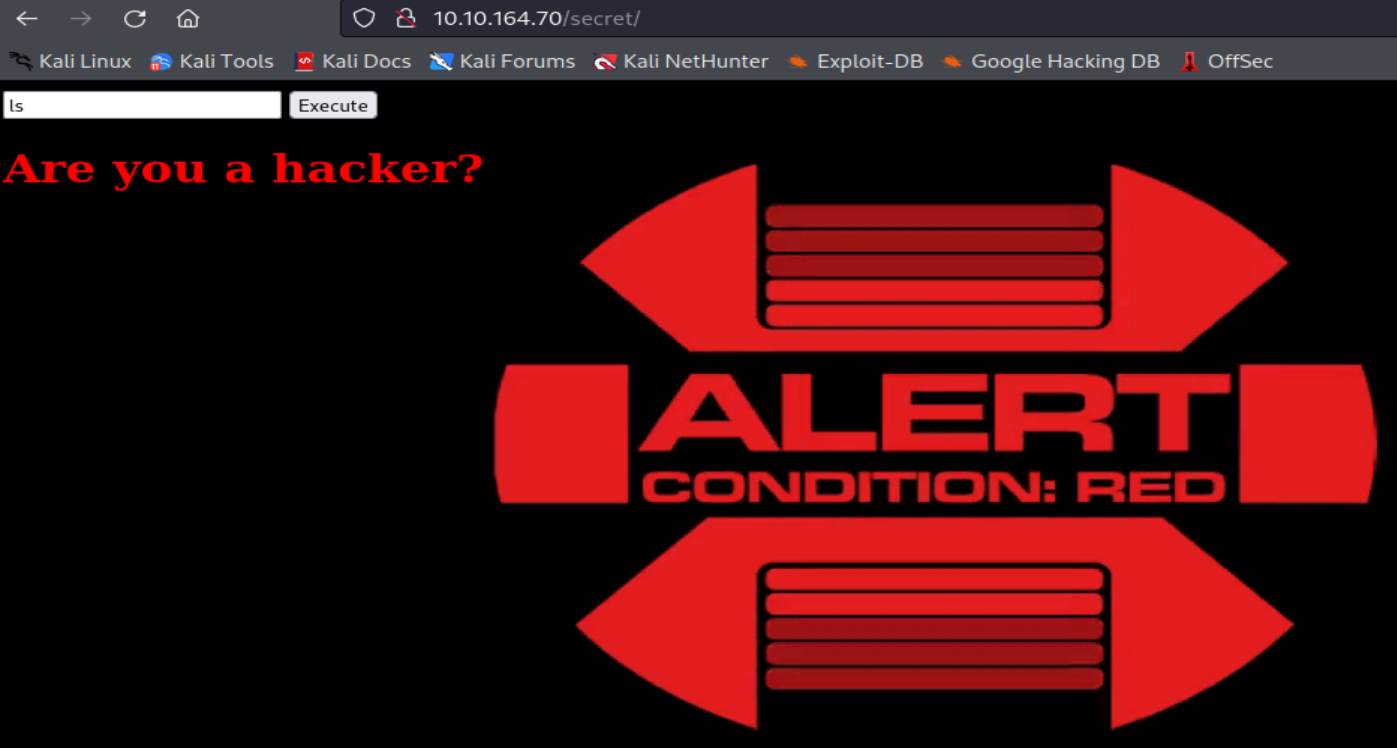 10.10.164.70/secret/
Kali Linux Kali Tools Kali Docs Kali Forums Kali NetHunter Exploit-DB Google Hacking DB OffSec
ls Execute
Are you a hacker?
ALERT
CONDITION: RED